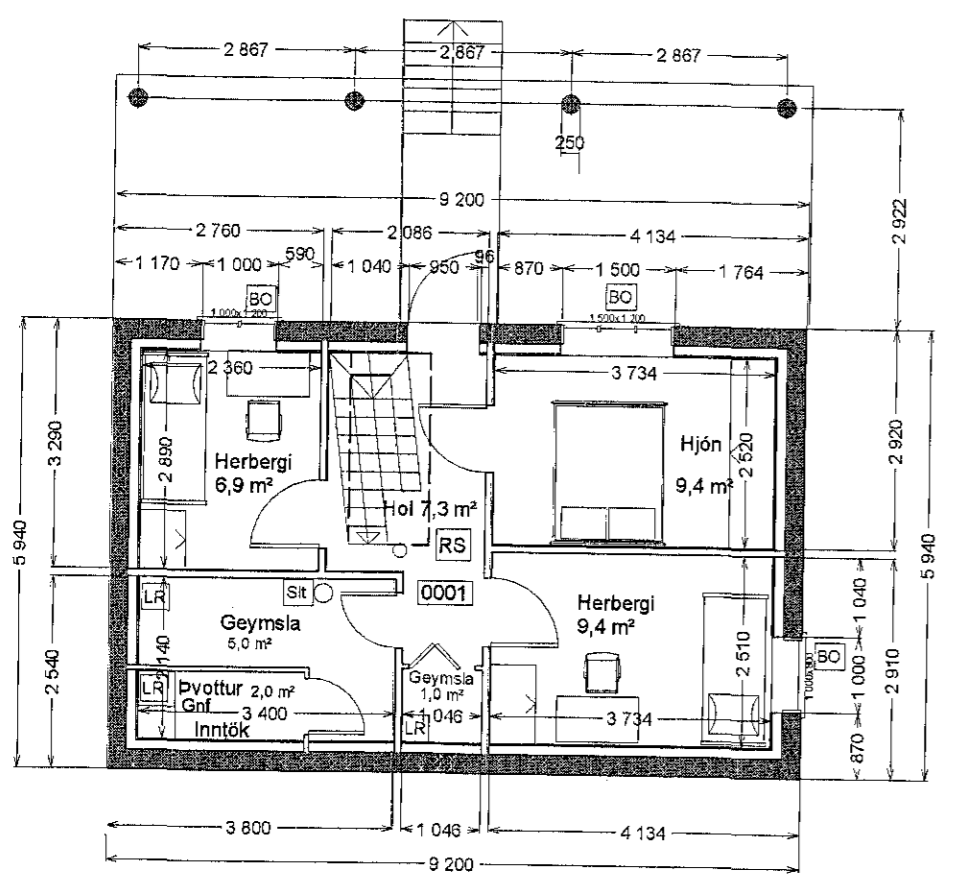 2 867 2 867 2 867
250
9 200
2 922
2 760 2 086 4 134
1 170 1 000 590 1 040 950 96 870 1 500 1 764
BO BO
1.000x1.200 1.500x1.200
2 360 3 734
5 940 3 290 2 890
Herbergi
6,9 m²
Hol 7,3 m²
RS
Hjón
9,4 m²
2 520 2 920 5 940
LR
Slt
0001
Geymsla
5,0 m²
Herbergi
9,4 m²
2 540 2 140
LR
Þvottur 2,0 m²
Gnf
3 400
Inntök
Geymsla
1,0 m²
1 046
LR
3 734
2 510
BO
1 040 1 000 870 2 910
3 800 1 046 4 134
9 200